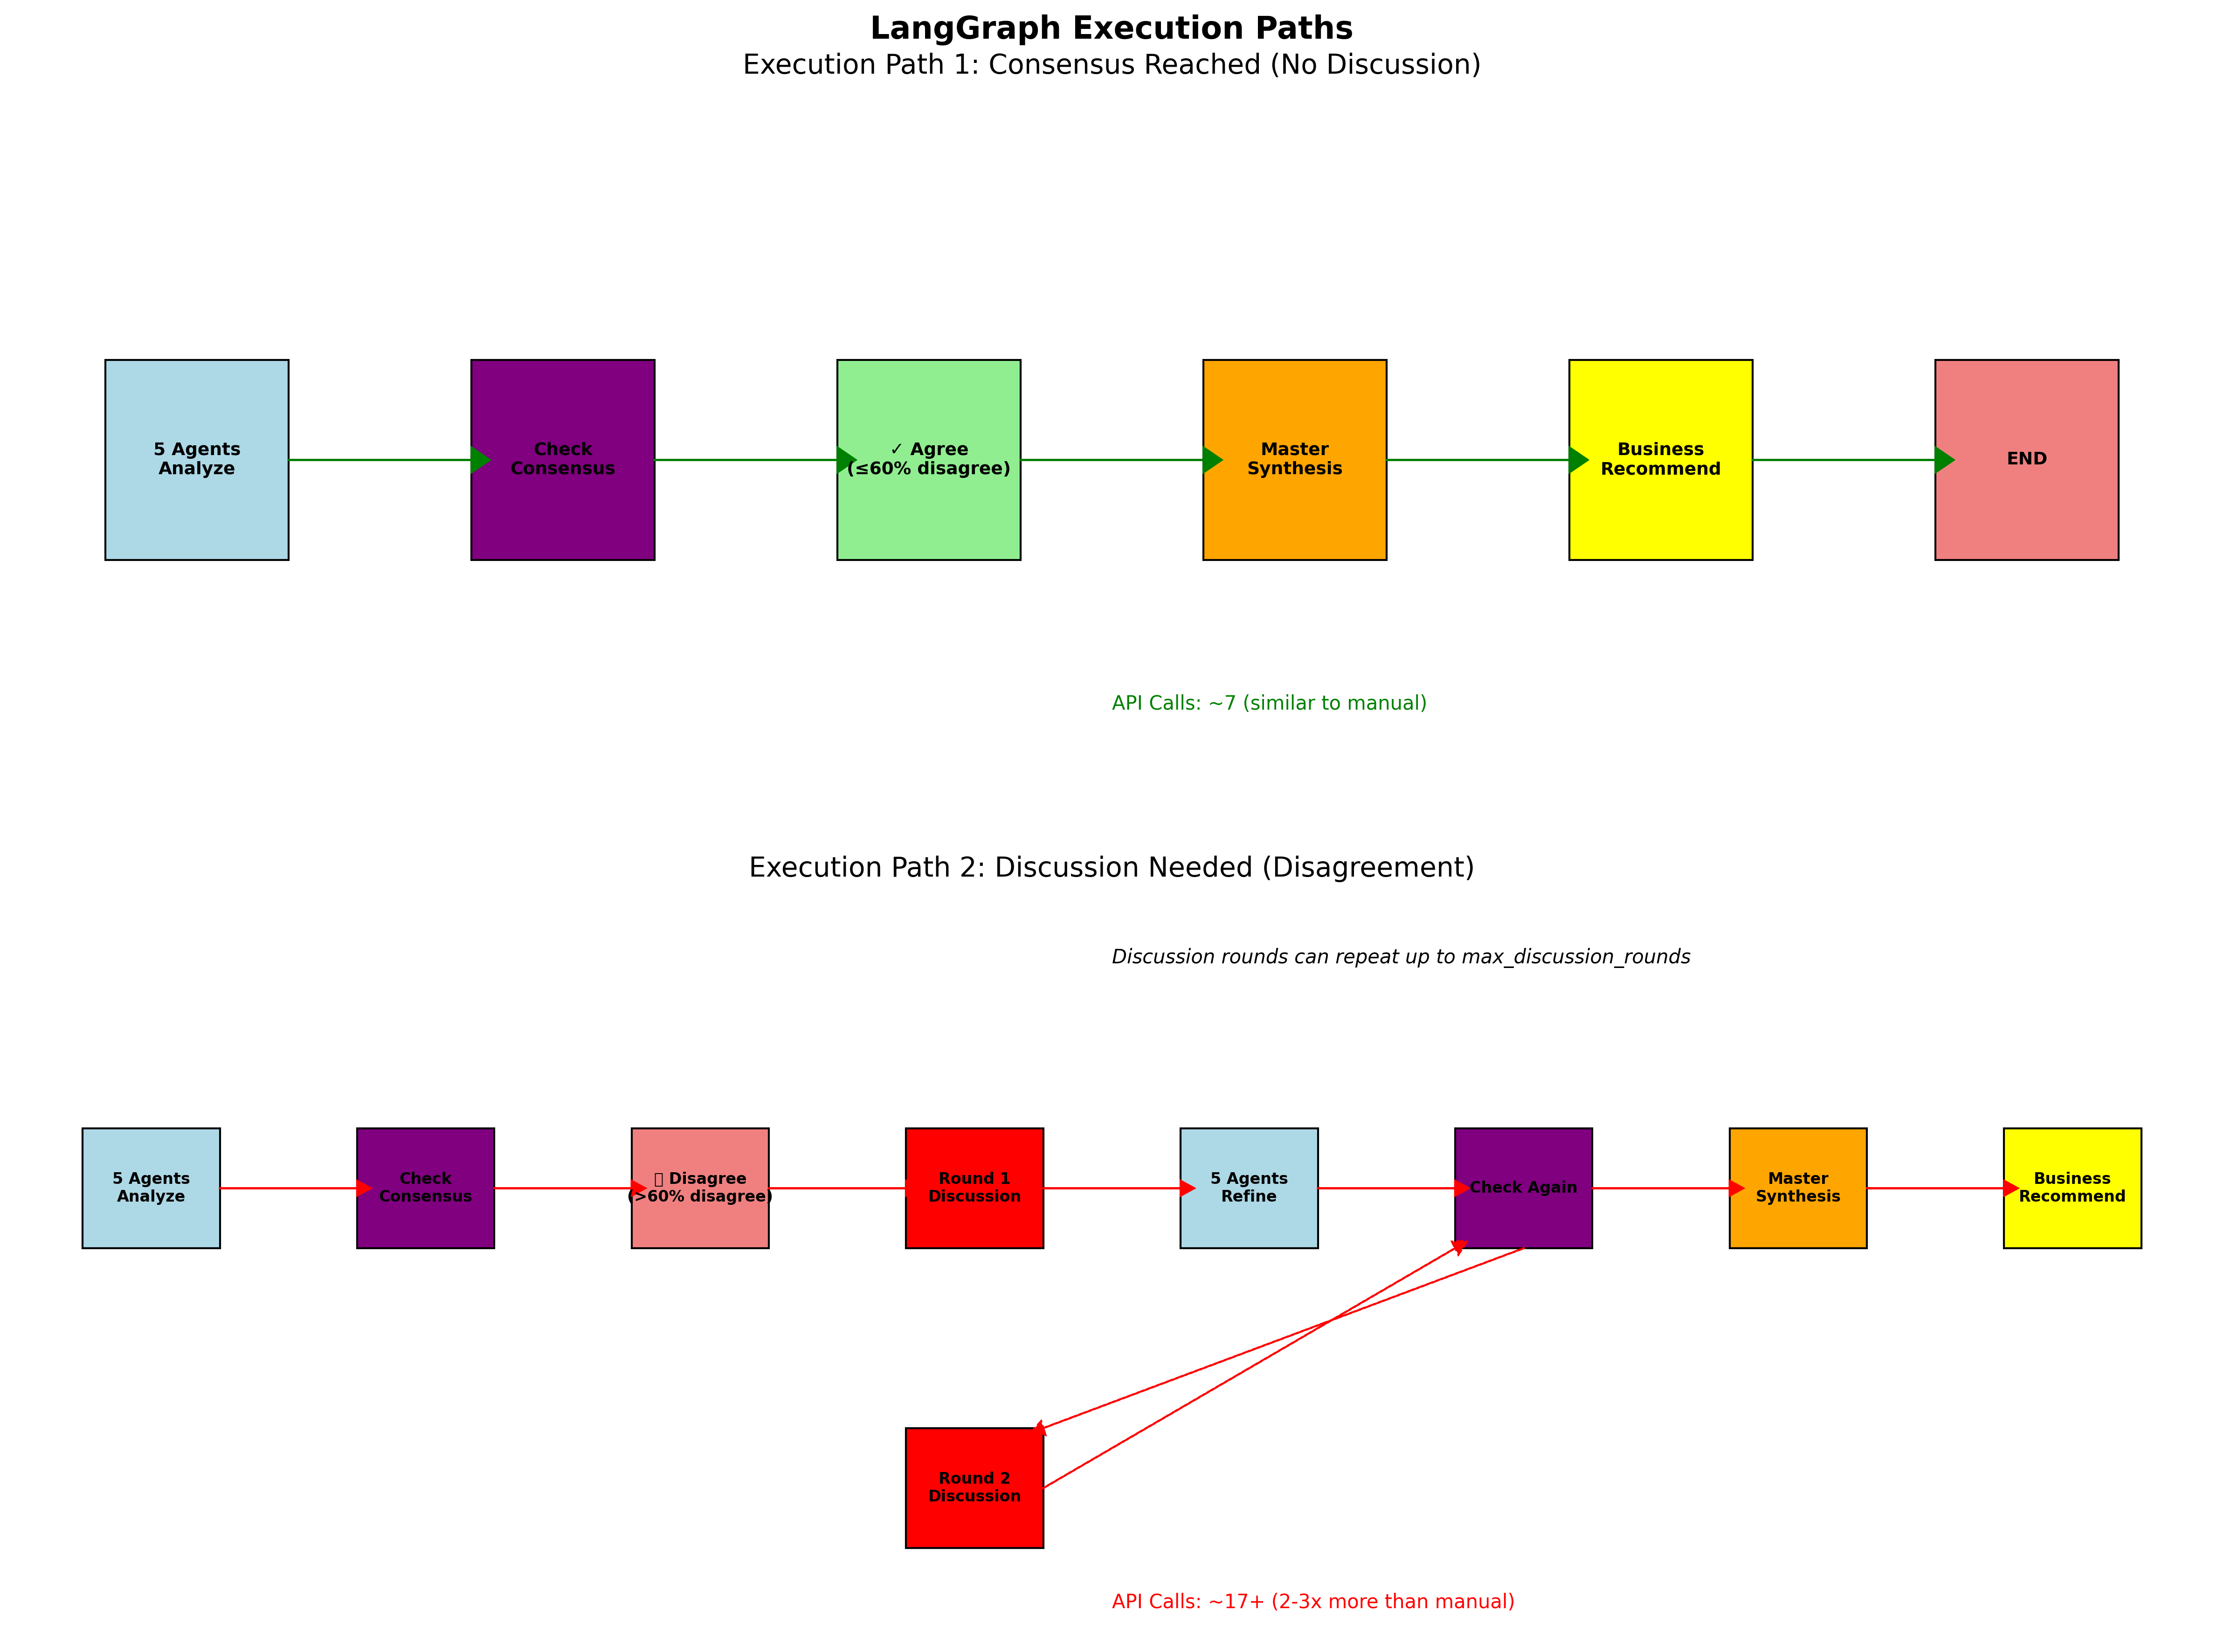 LangGraph Execution Paths
Execution Path 1: Consensus Reached (No Discussion)
5 Agents
Analyze
Check
Consensus
✓ Agree
(≤60% disagree)
Master
Synthesis
Business
Recommend
END
API Calls: ~7 (similar to manual)
Execution Path 2: Discussion Needed (Disagreement)
Discussion rounds can repeat up to max_discussion_rounds
5 Agents
Analyze
Check
Consensus
▯ Disagree
(>60% disagree)
Round 1
Discussion
5 Agents
Refine
Check Again
Master
Synthesis
Business
Recommend
Round 2
Discussion
API Calls: ~17+ (2-3x more than manual)